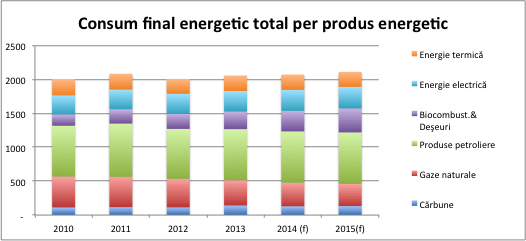 Consum final energetic total per produs energetic
2500
2000
1500
1000
500
-
2010 2011 2012 2013 2014 (f) 2015(f)
Energie termică
Energie electrică
Biocombust.&
Deșeuri
Produse petroliere
Gaze naturale
Cărbune